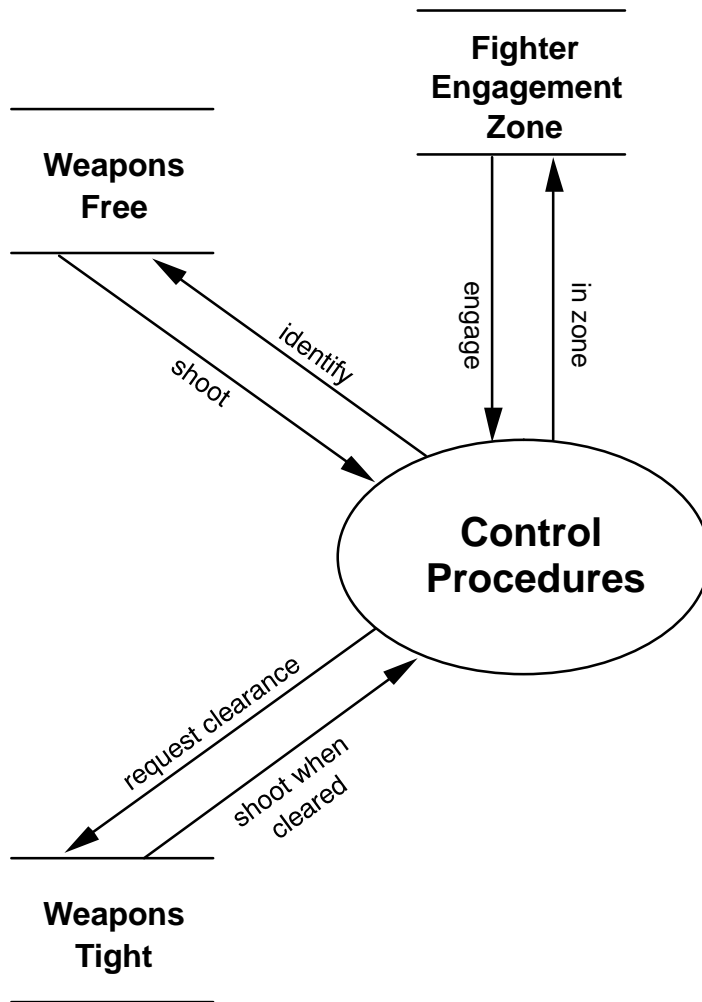 Fighter
Engagement
Zone
Weapons
Free
engage
in zone
identify
shoot
Control
Procedures
request clearance
shoot when
cleared
Weapons
Tight